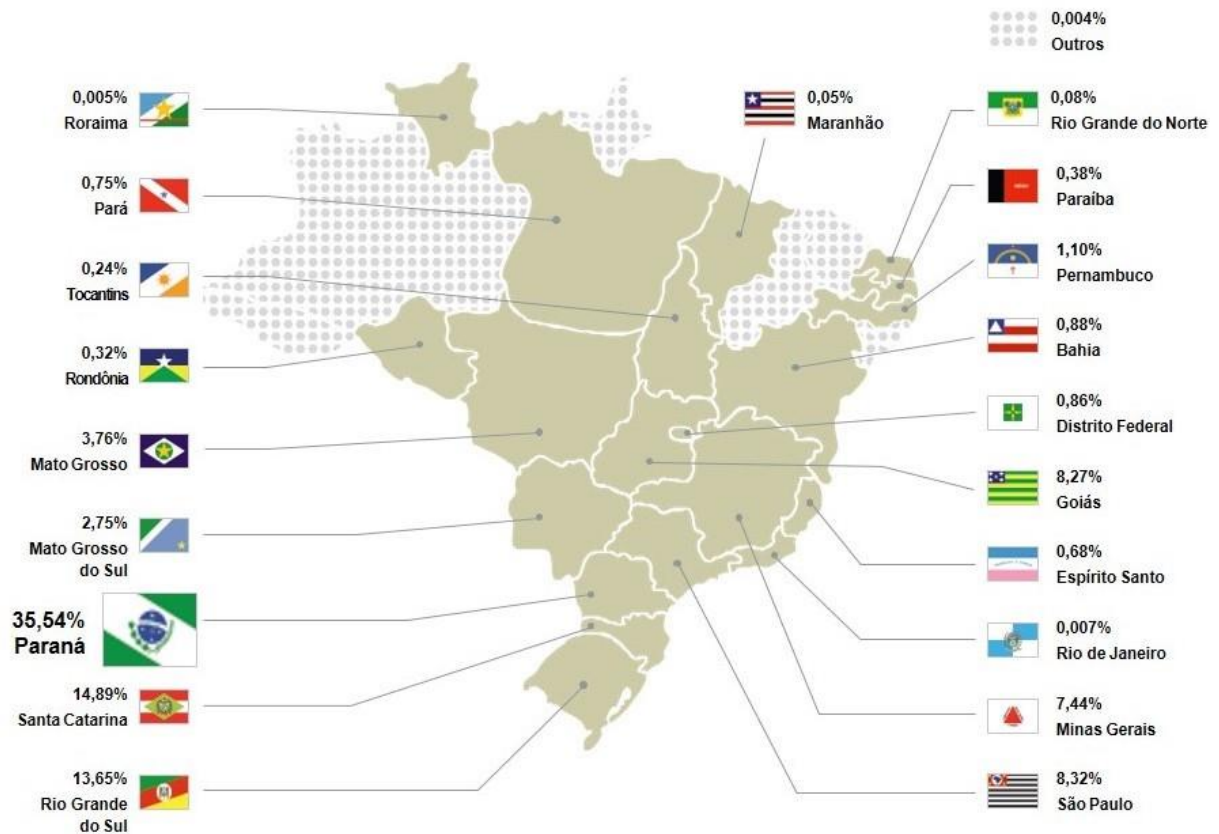 0,005%
Roraima
0,75%
Pará
0,24%
Tocantins
0,32%
Rondônia
3,76%
Mato Grosso
2,75%
Mato Grosso
do Sul
35,54%
Paraná
14,89%
Santa Catarina
13,65%
Rio Grande
do Sul
0,05%
Maranhão
0,004%
Outros
0,08%
Rio Grande do Norte
0,38%
Paraíba
1,10%
Pernambuco
0,88%
Bahia
0,86%
Distrito Federal
8,27%
Goiás
0,68%
Espírito Santo
0,007%
Rio de Janeiro
7,44%
Minas Gerais
8,32%
São Paulo